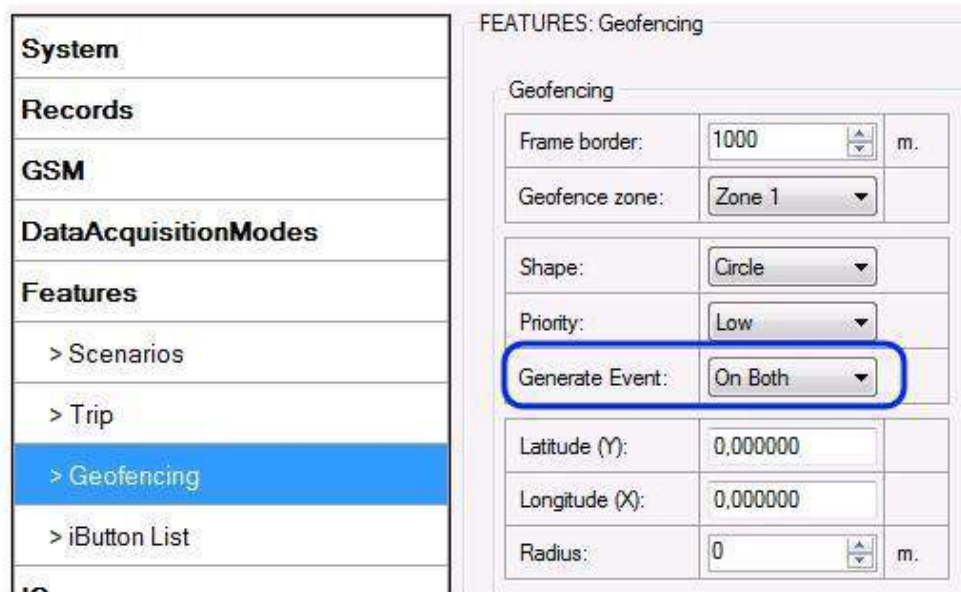 System
Records
GSM
DataAcquisitionModes
Features
> Scenarios
> Trip
> Geofencing
> iButton List
FEATURES: Geofencing
Geofencing
Frame border: 1000 m.
Geofence zone: Zone 1
Shape: Circle
Priority: Low
Generate Event: On Both
Latitude (Y): 0,000000
Longitude (X): 0,000000
Radius: 0 m.